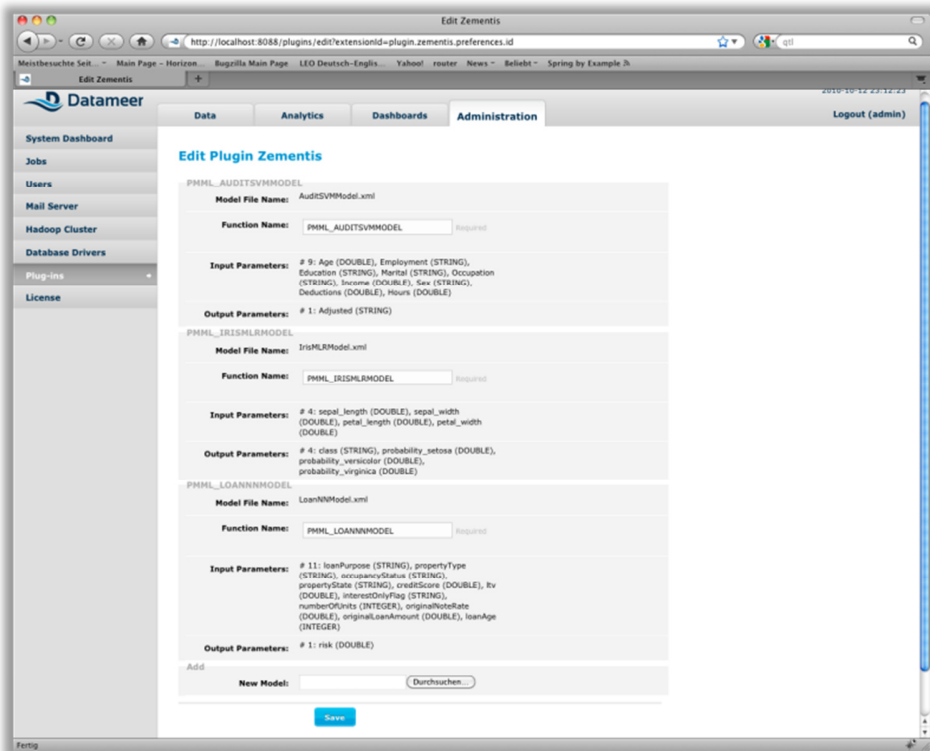 Edit Zementis
http://localhost:8088/plugins/edit?extensionId=plugin.zementis.preferences.id
qtl
Meistbesuchte Seit... Main Page - Horizon... Bugzilla Main Page LEO Deutsch-Englis... Yahoo! router News Beliebt Spring by Example
Edit Zementis +
Datameer
2010-10-12 23:12:23
Data Analytics Dashboards Administration Logout (admin)
System Dashboard
Jobs
Users
Mail Server
Hadoop Cluster
Database Drivers
Plug-ins
License
Edit Plugin Zementis
PMML_AUDITSVMMODEL
Model File Name: AuditSVMModel.xml
Function Name: PMML_AUDITSVMMODEL Required
Input Parameters: # 9: Age (DOUBLE), Employment (STRING),
Education (STRING), Marital (STRING), Occupation
(STRING), Income (DOUBLE), Sex (STRING),
Deductions (DOUBLE), Hours (DOUBLE)
Output Parameters: # 1: Adjusted (STRING)
PMML_IRISMLRMODEL
Model File Name: IrisMLRModel.xml
Function Name: PMML_IRISMLRMODEL Required
Input Parameters: # 4: sepal_length (DOUBLE), sepal_width
(DOUBLE), petal_length (DOUBLE), petal_width
(DOUBLE)
Output Parameters: # 4: class (STRING), probability_setosa (DOUBLE),
probability_versicolor (DOUBLE),
probability_virginica (DOUBLE)
PMML_LOANNNMODEL
Model File Name: LoanNNModel.xml
Function Name: PMML_LOANNNMODEL Required
Input Parameters: # 11: loanPurpose (STRING), propertyType
(STRING), occupancyStatus (STRING),
propertyState (STRING), creditScore (DOUBLE), ltv
(DOUBLE), interestOnlyFlag (STRING),
numberOfUnits (INTEGER), originalNoteRate
(DOUBLE), originalLoanAmount (DOUBLE), loanAge
(INTEGER)
Output Parameters: # 1: risk (DOUBLE)
Add
New Model: Durchsuchen...
Save
Fertig